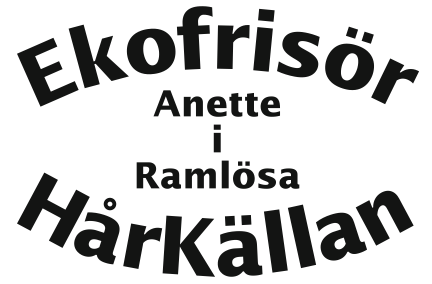 Ekofrisör
Anette
i
Ramlösa
HårKällan